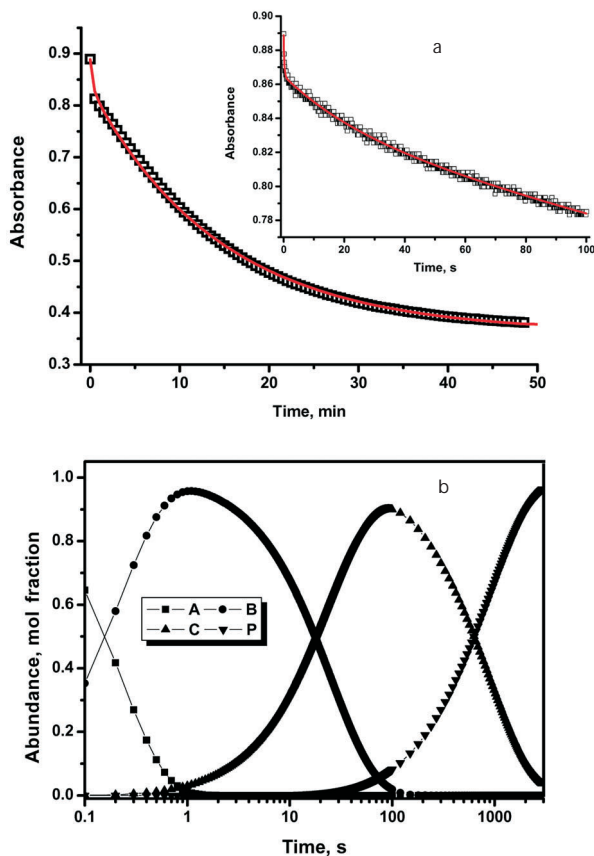 a
Absorbance
0.9
0.8
0.7
0.6
0.5
0.4
0.3
0 10 20 30 40 50
Time, min
Absorbance
0.90
0.88
0.86
0.84
0.82
0.80
0.78
0 20 40 60 80 100
Time, s
b
Abundance, mol fraction
1.0
0.8
0.6
0.4
0.2
0.0
A B
C P
0.1 1 10 100 1000
Time, s